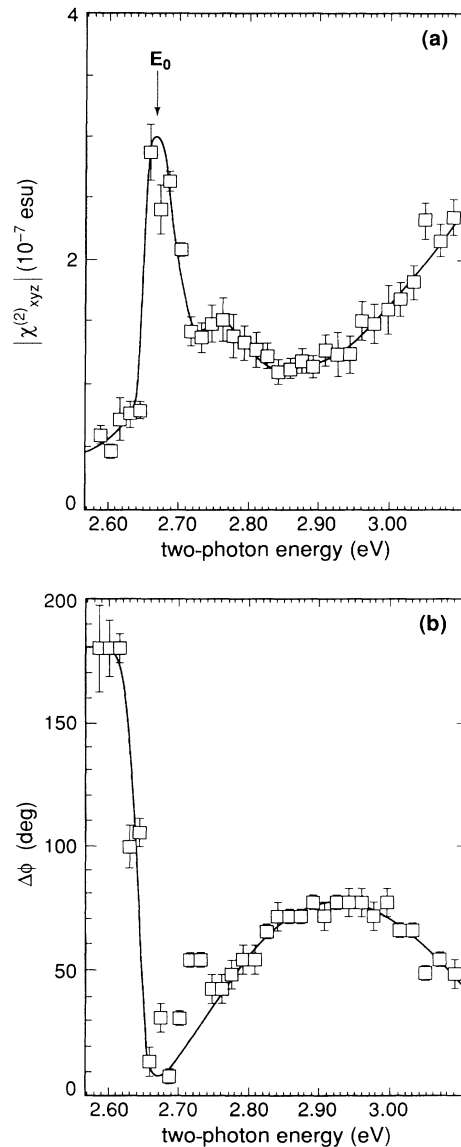 4
(a)
E₀
3
|χ⁽²⁾xyz| (10⁻⁷ esu)
2
1
0
2.60 2.70 2.80 2.90 3.00
two-photon energy (eV)
200
(b)
150
Δϕ (deg)
100
50
0
2.60 2.70 2.80 2.90 3.00
two-photon energy (eV)